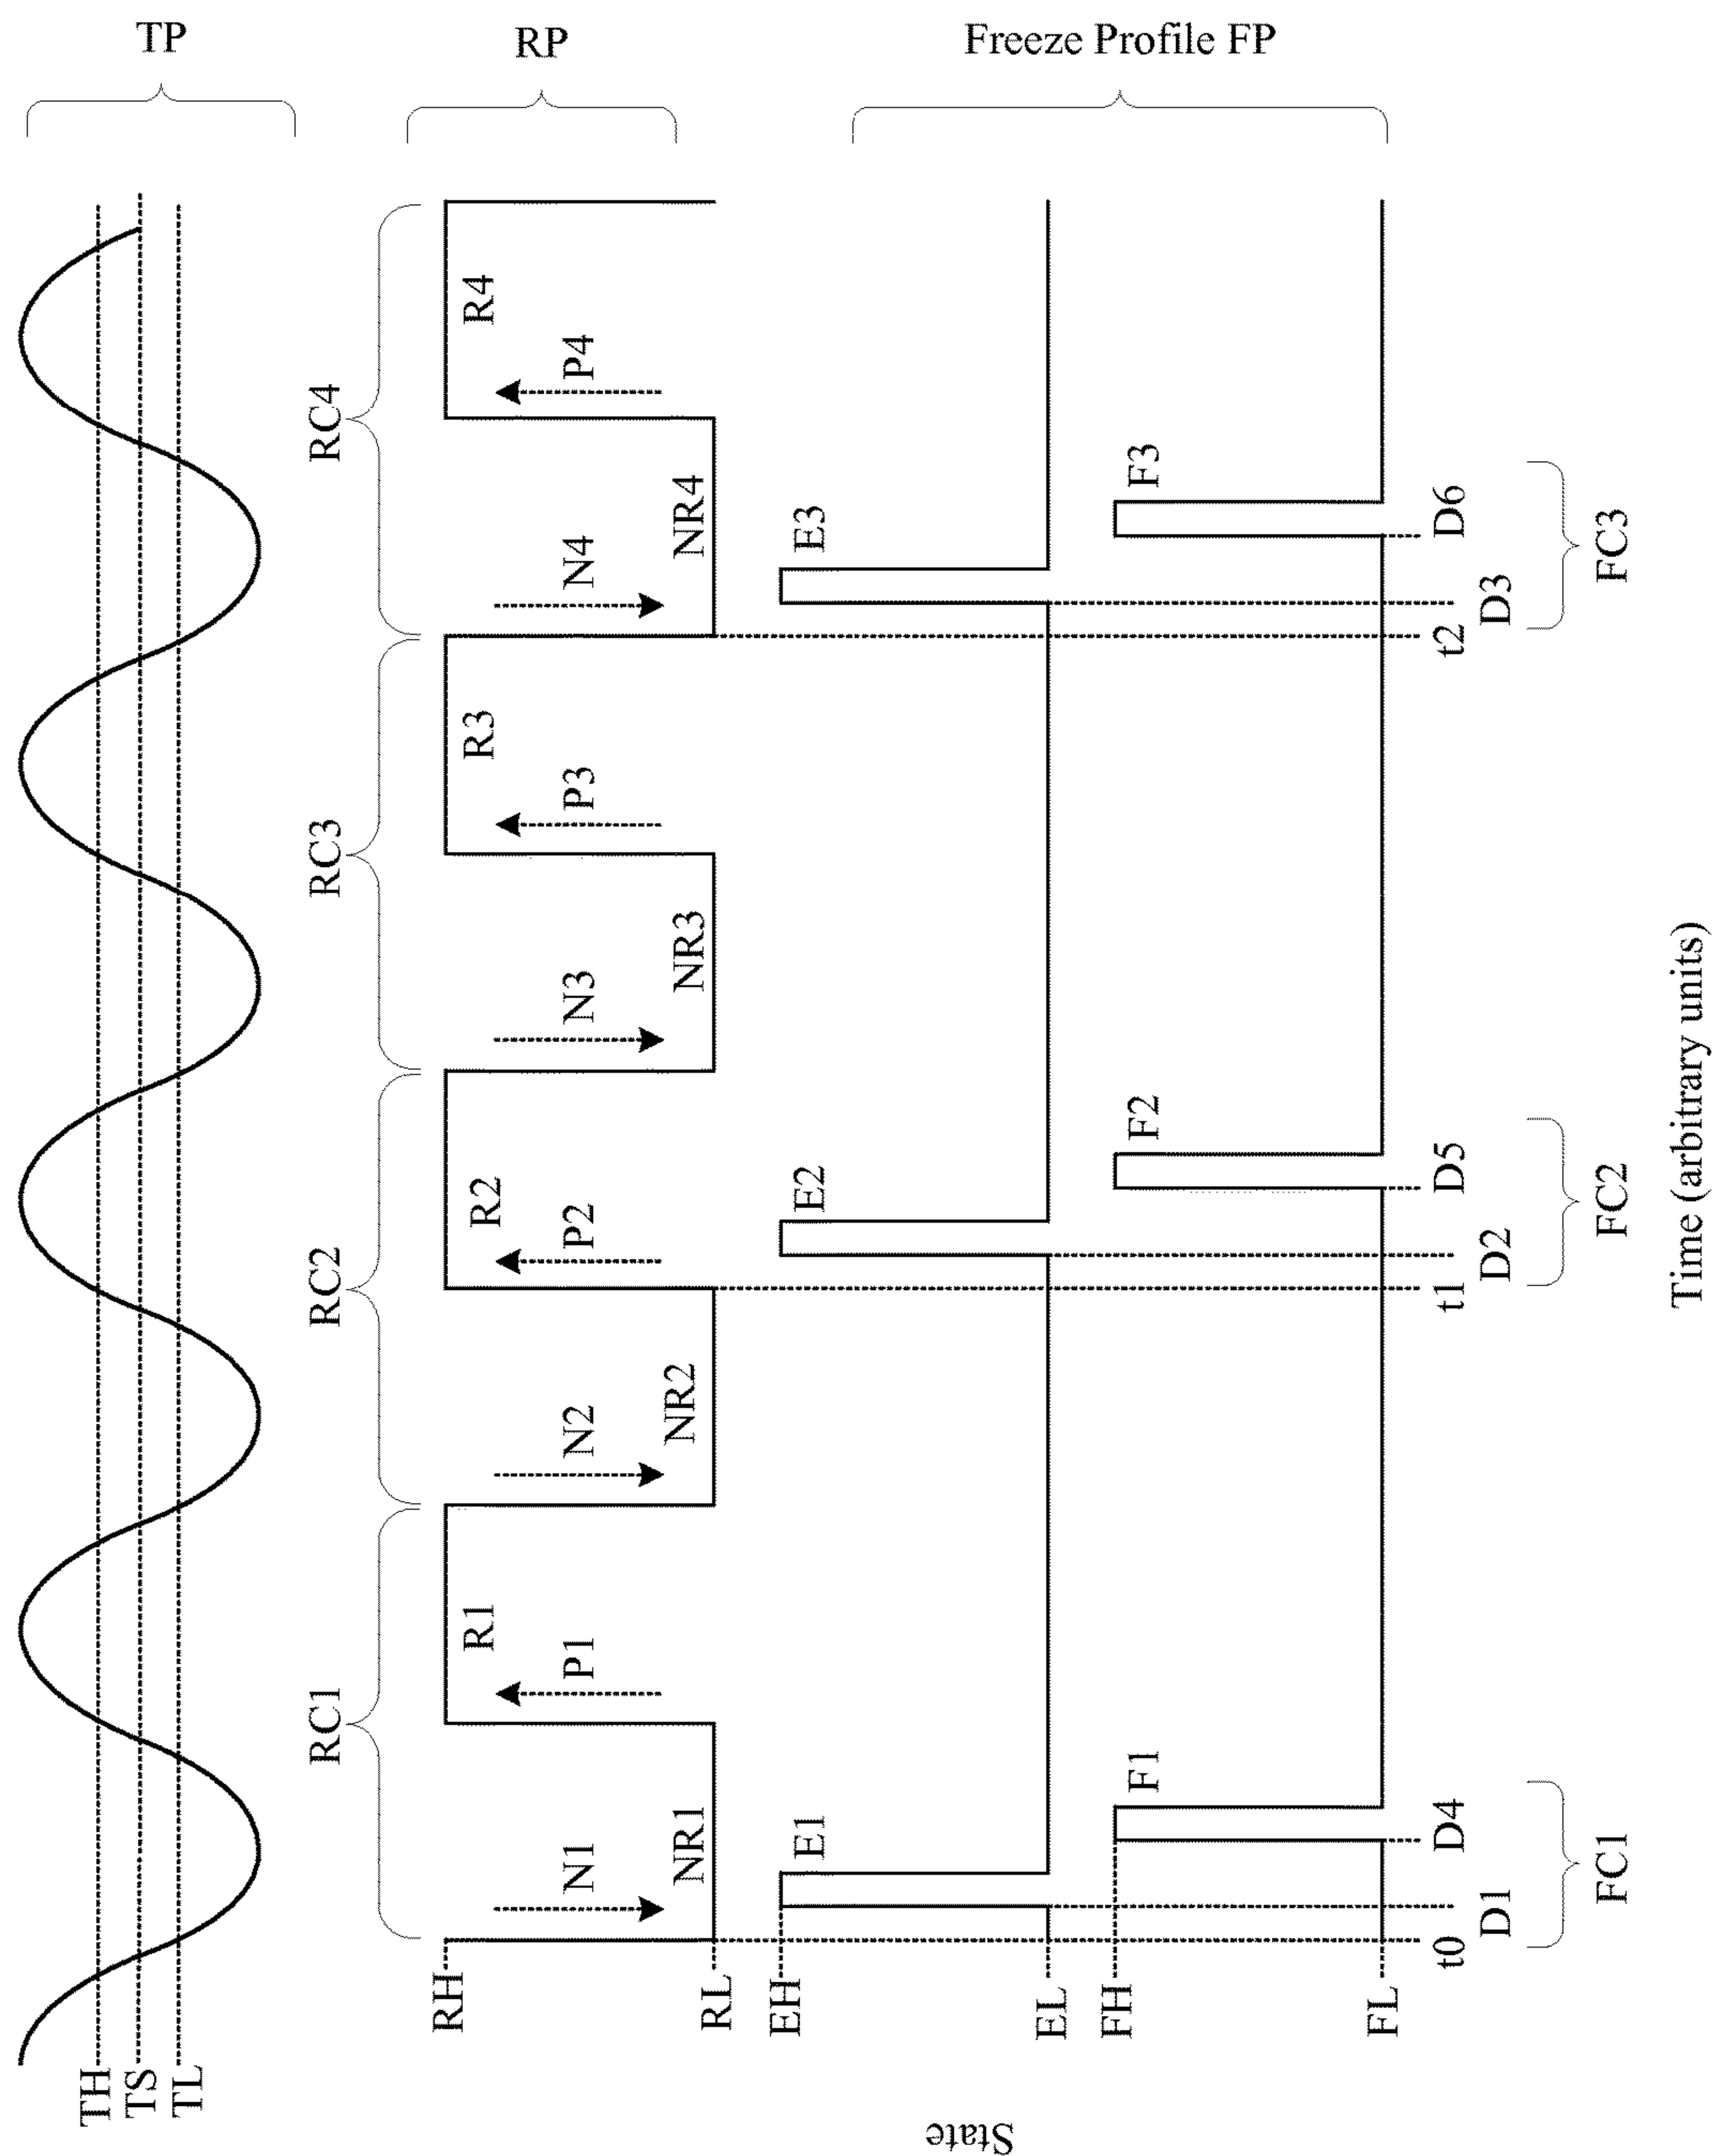 TP
RP
Freeze Profile FP
TH
TS
TL
RC1
RC2
RC3
RC4
RH
N1
P1
R1
N2
P2
R2
N3
P3
R3
N4
P4
R4
RL
NR1
NR2
NR3
NR4
EH
E1
E2
E3
EL
FH
F1
F2
F3
FL
t0
D4
t1
D5
t2
D6
D1
D2
D3
FC1
FC2
FC3
State
Time (arbitrary units)